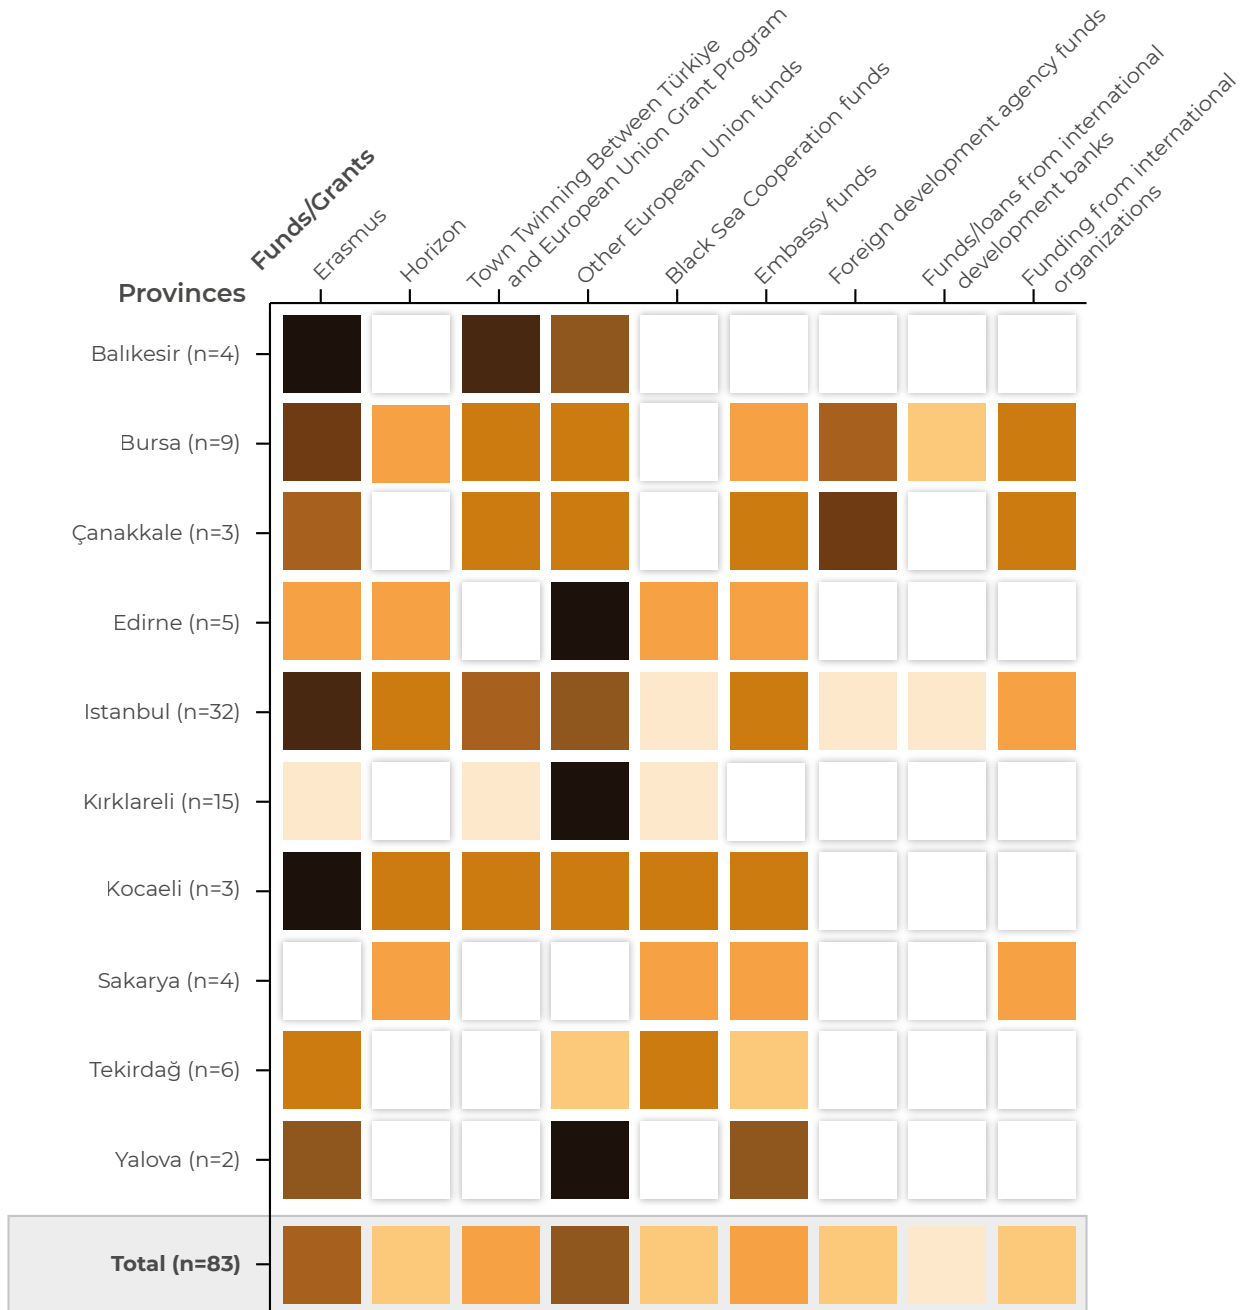 Funds/Grants
Erasmus
Horizon
Town Twinning Between Türkiye
and European Union Grant Program
Other European Union funds
Black Sea Cooperation funds
Embassy funds
Foreign development agency funds
Funds/loans from international
development banks
Funding from international
organizations
Provinces
Balıkesir (n=4)
Bursa (n=9)
Çanakkale (n=3)
Edirne (n=5)
Istanbul (n=32)
Kırklareli (n=15)
Kocaeli (n=3)
Sakarya (n=4)
Tekirdağ (n=6)
Yalova (n=2)
Total (n=83)